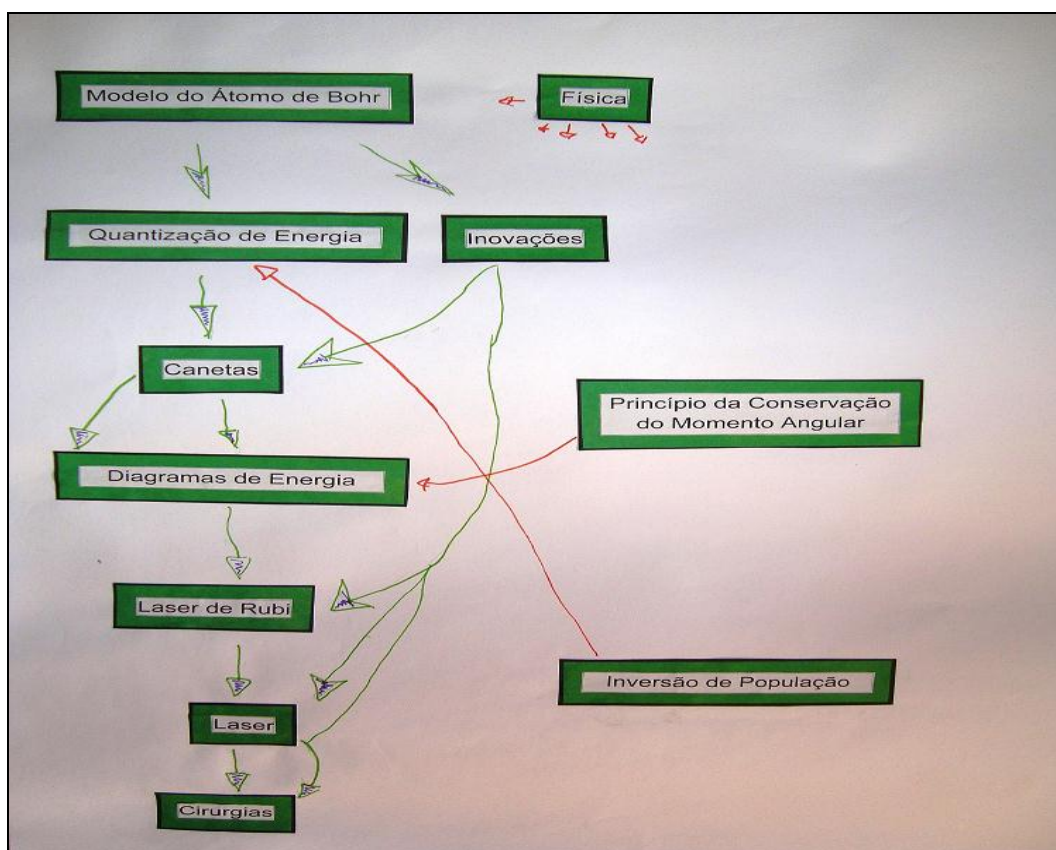 Modelo do Átomo de Bohr
Física
Quantização de Energia
Inovações
Canetas
Princípio da Conservação
do Momento Angular
Diagramas de Energia
Laser de Rubi
Inversão de População
Laser
Cirurgias